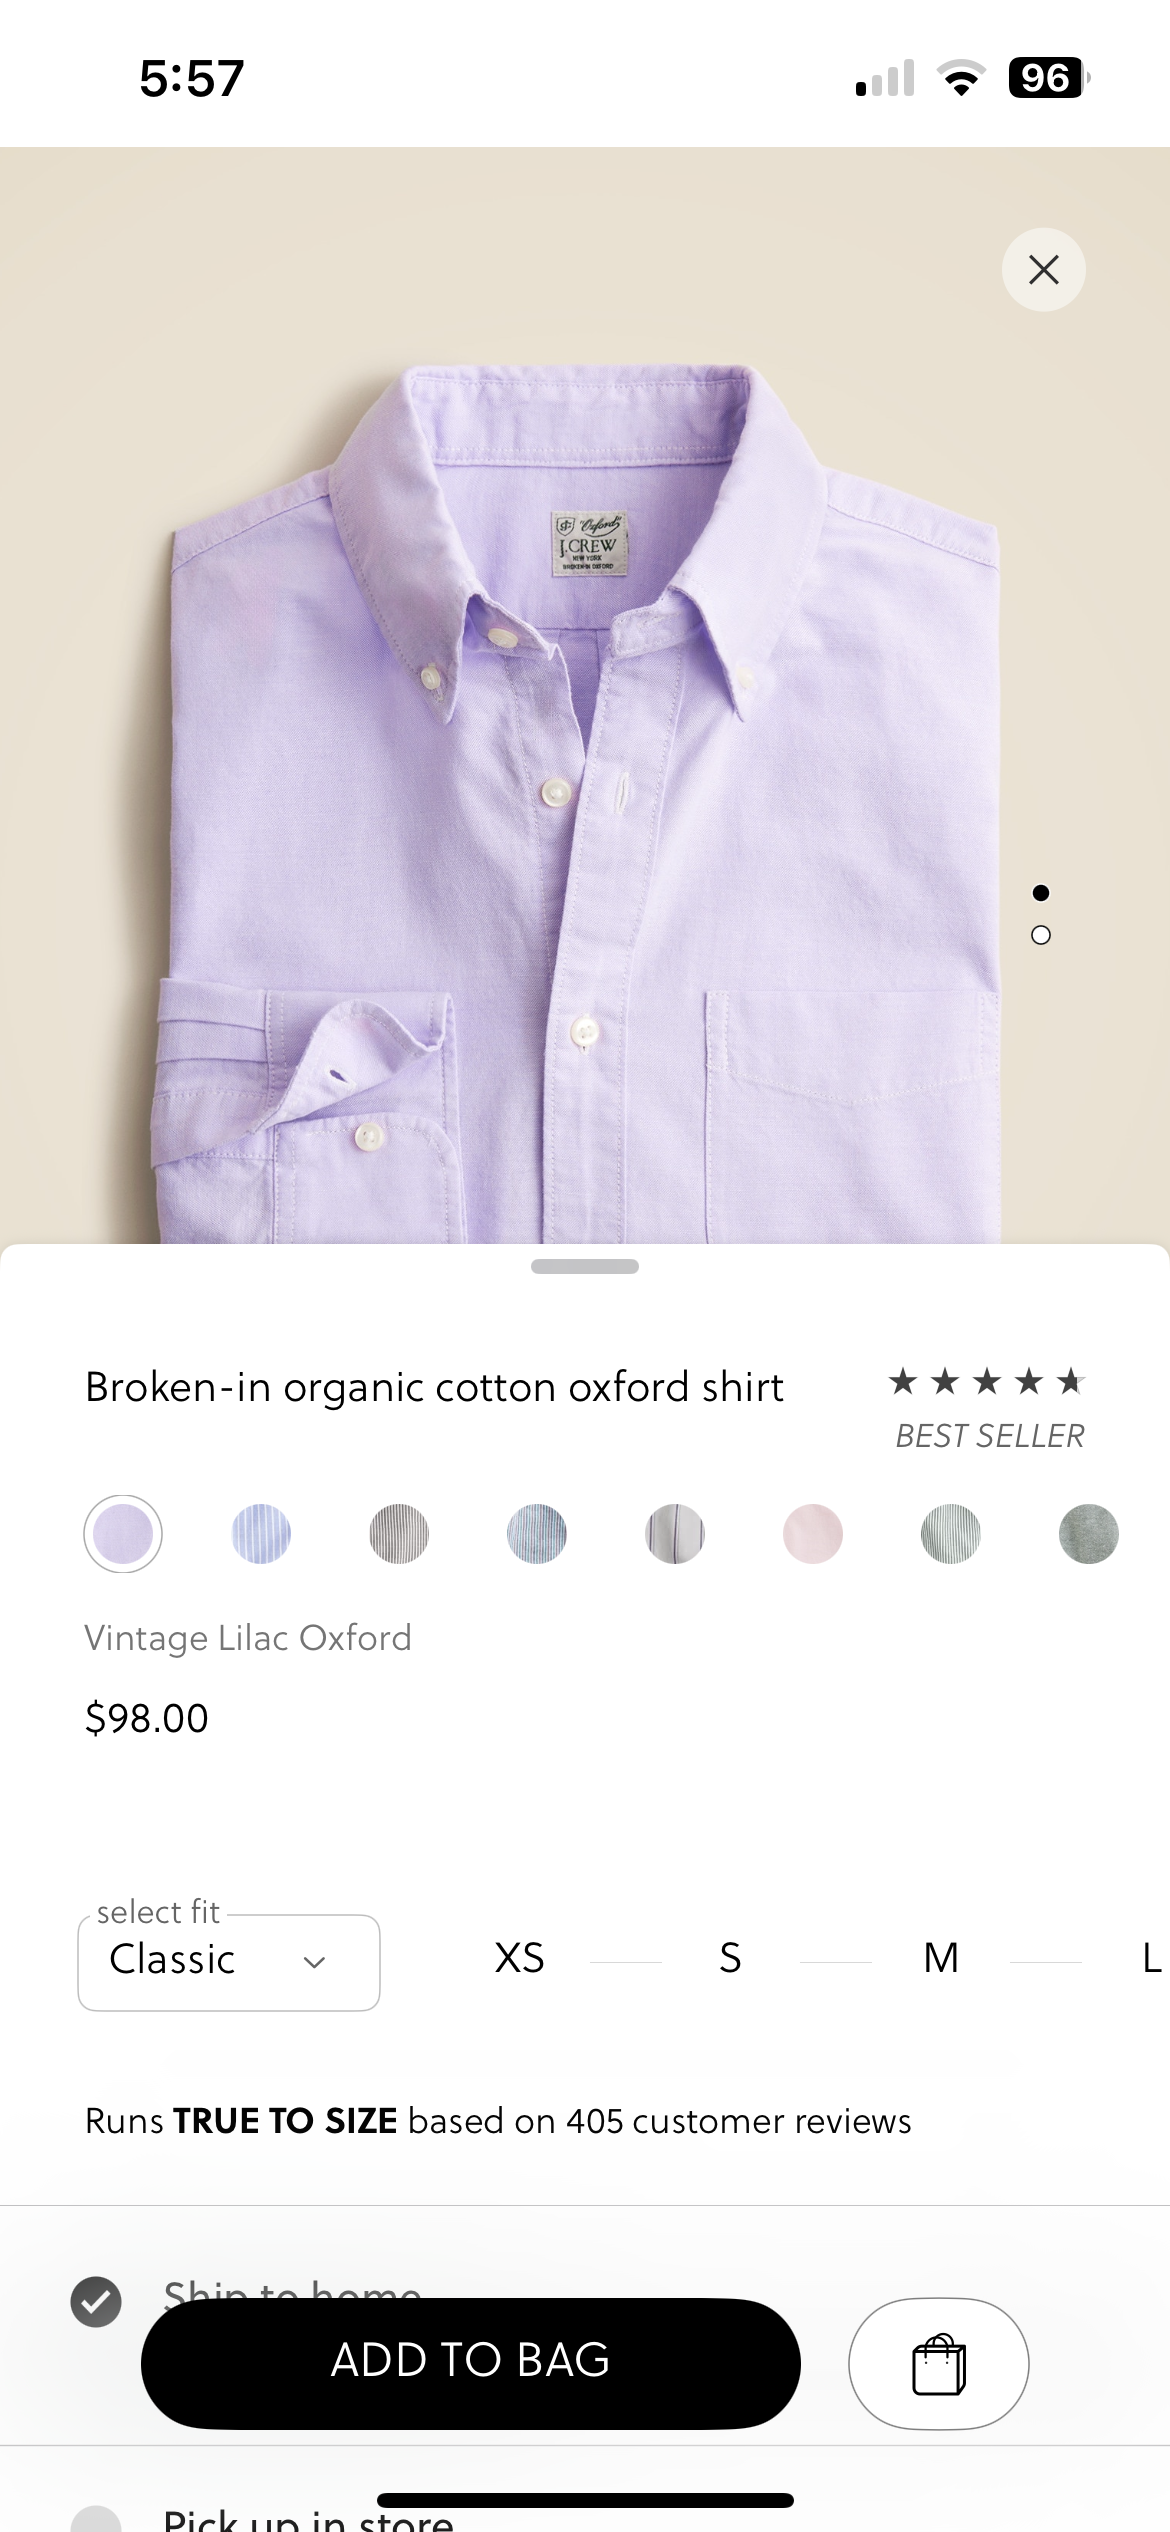 5:57
96
"Oxford"
J.CREW
NEW YORK
BROKEN-IN OXFORD
Broken-in organic cotton oxford shirt
BEST SELLER
Vintage Lilac Oxford
$98.00
select fit
Classic
XS S M L
Runs TRUE TO SIZE based on 405 customer reviews
Ship to home
ADD TO BAG
Pick up in store